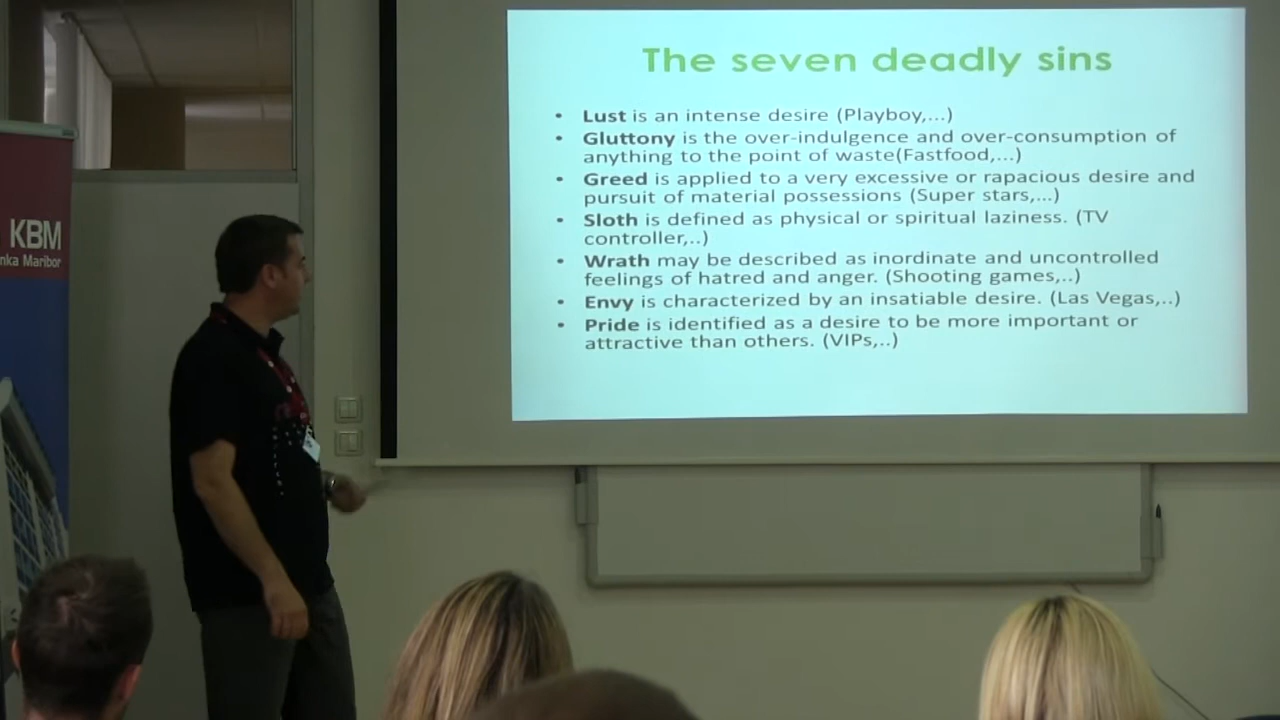 The seven deadly sins
• Lust is an intense desire (Playboy,...)
• Gluttony is the over-indulgence and over-consumption of
anything to the point of waste(Fastfood,...)
• Greed is applied to a very excessive or rapacious desire and
pursuit of material possessions (Super stars,...)
• Sloth is defined as physical or spiritual laziness. (TV
controller,..)
• Wrath may be described as inordinate and uncontrolled
feelings of hatred and anger. (Shooting games,..)
• Envy is characterized by an insatiable desire. (Las Vegas,..)
• Pride is identified as a desire to be more important or
attractive than others. (VIPs,..)
KBM
nka Maribor